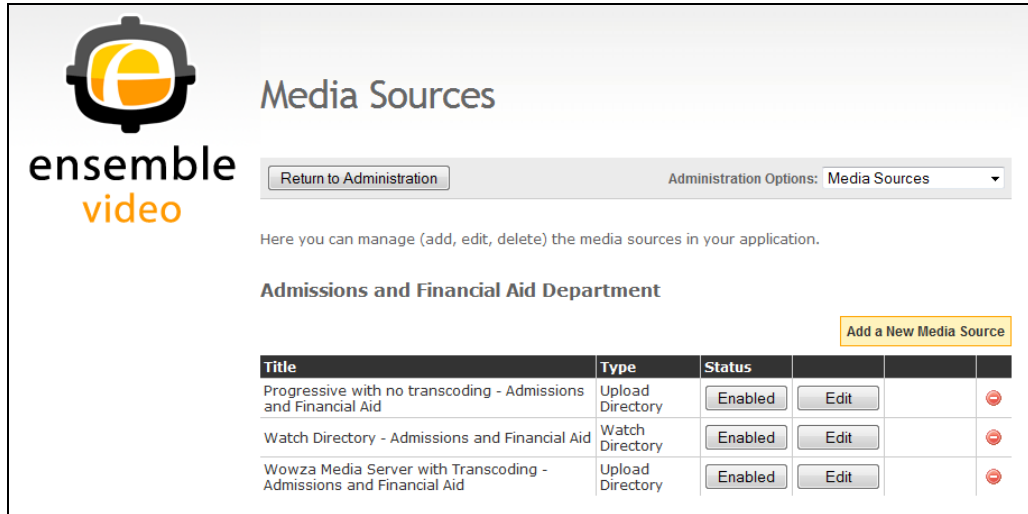 ensemble
video
Media Sources
Return to Administration
Administration Options: Media Sources
Here you can manage (add, edit, delete) the media sources in your application.
Admissions and Financial Aid Department
Add a New Media Source
Title Type Status
Progressive with no transcoding - Admissions
and Financial Aid
Upload
Directory
Enabled
Edit
Watch Directory - Admissions and Financial Aid
Watch
Directory
Enabled
Edit
Wowza Media Server with Transcoding -
Admissions and Financial Aid
Upload
Directory
Enabled
Edit